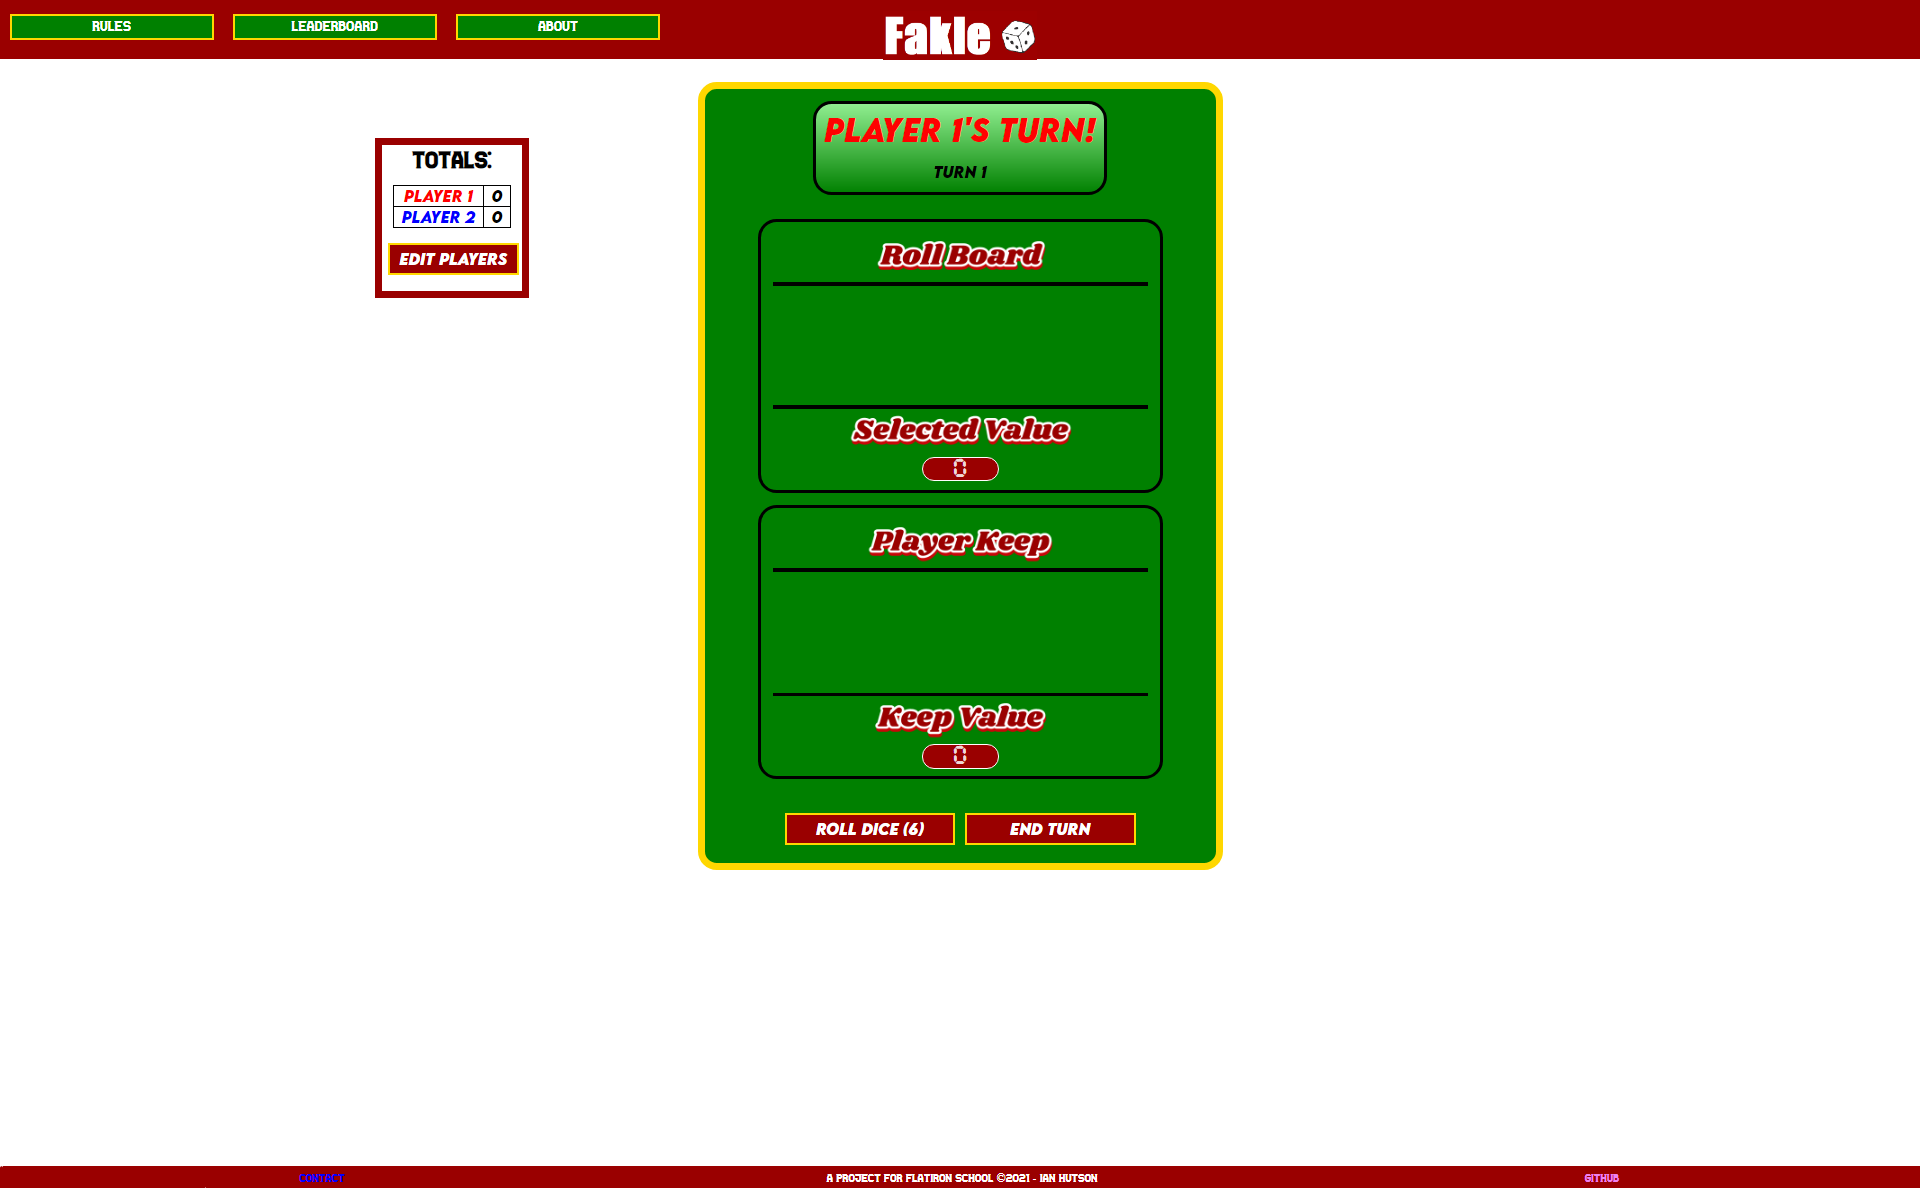 RULES
LEADERBOARD
ABOUT
Fakle
TOTALS:
PLAYER 1 0
PLAYER 2 0
EDIT PLAYERS
PLAYER 1'S TURN!
TURN 1
Roll Board
Selected Value
0
Player Keep
Keep Value
0
ROLL DICE (6)
END TURN
CONTACT
A PROJECT FOR FLATIRON SCHOOL ©2021 - IAN HUTSON
GITHUB